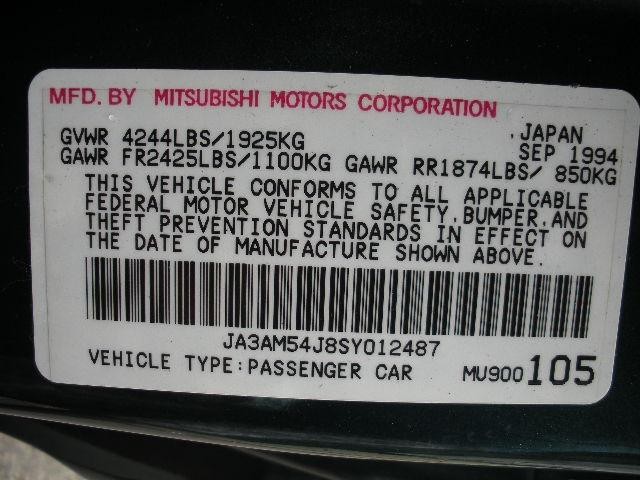 MFD. BY MITSUBISHI MOTORS CORPORATION
GVWR 4244LBS/1925KG . JAPAN SEP 1994
GAWR FR2425LBS/1100KG GAWR RR1874LBS/ 850KG
THIS VEHICLE CONFORMS TO ALL APPLICABLE
FEDERAL MOTOR VEHICLE SAFETY, BUMPER, AND
THEFT PREVENTION STANDARDS IN EFFECT ON
THE DATE OF MANUFACTURE SHOWN ABOVE.
JA3AM54J8SY012487
VEHICLE TYPE:PASSENGER CAR MU900105